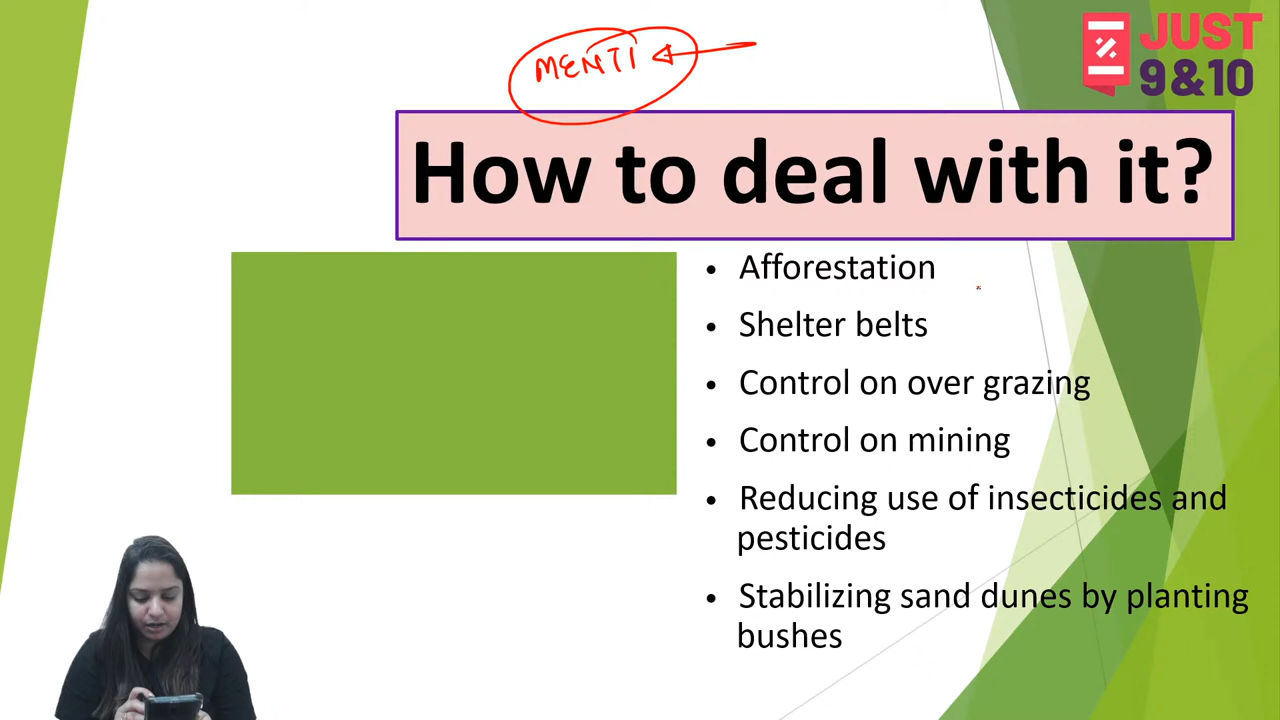 MENTI
JUST
9&10
How to deal with it?
• Afforestation
• Shelter belts
• Control on over grazing
• Control on mining
• Reducing use of insecticides and
pesticides
• Stabilizing sand dunes by planting
bushes